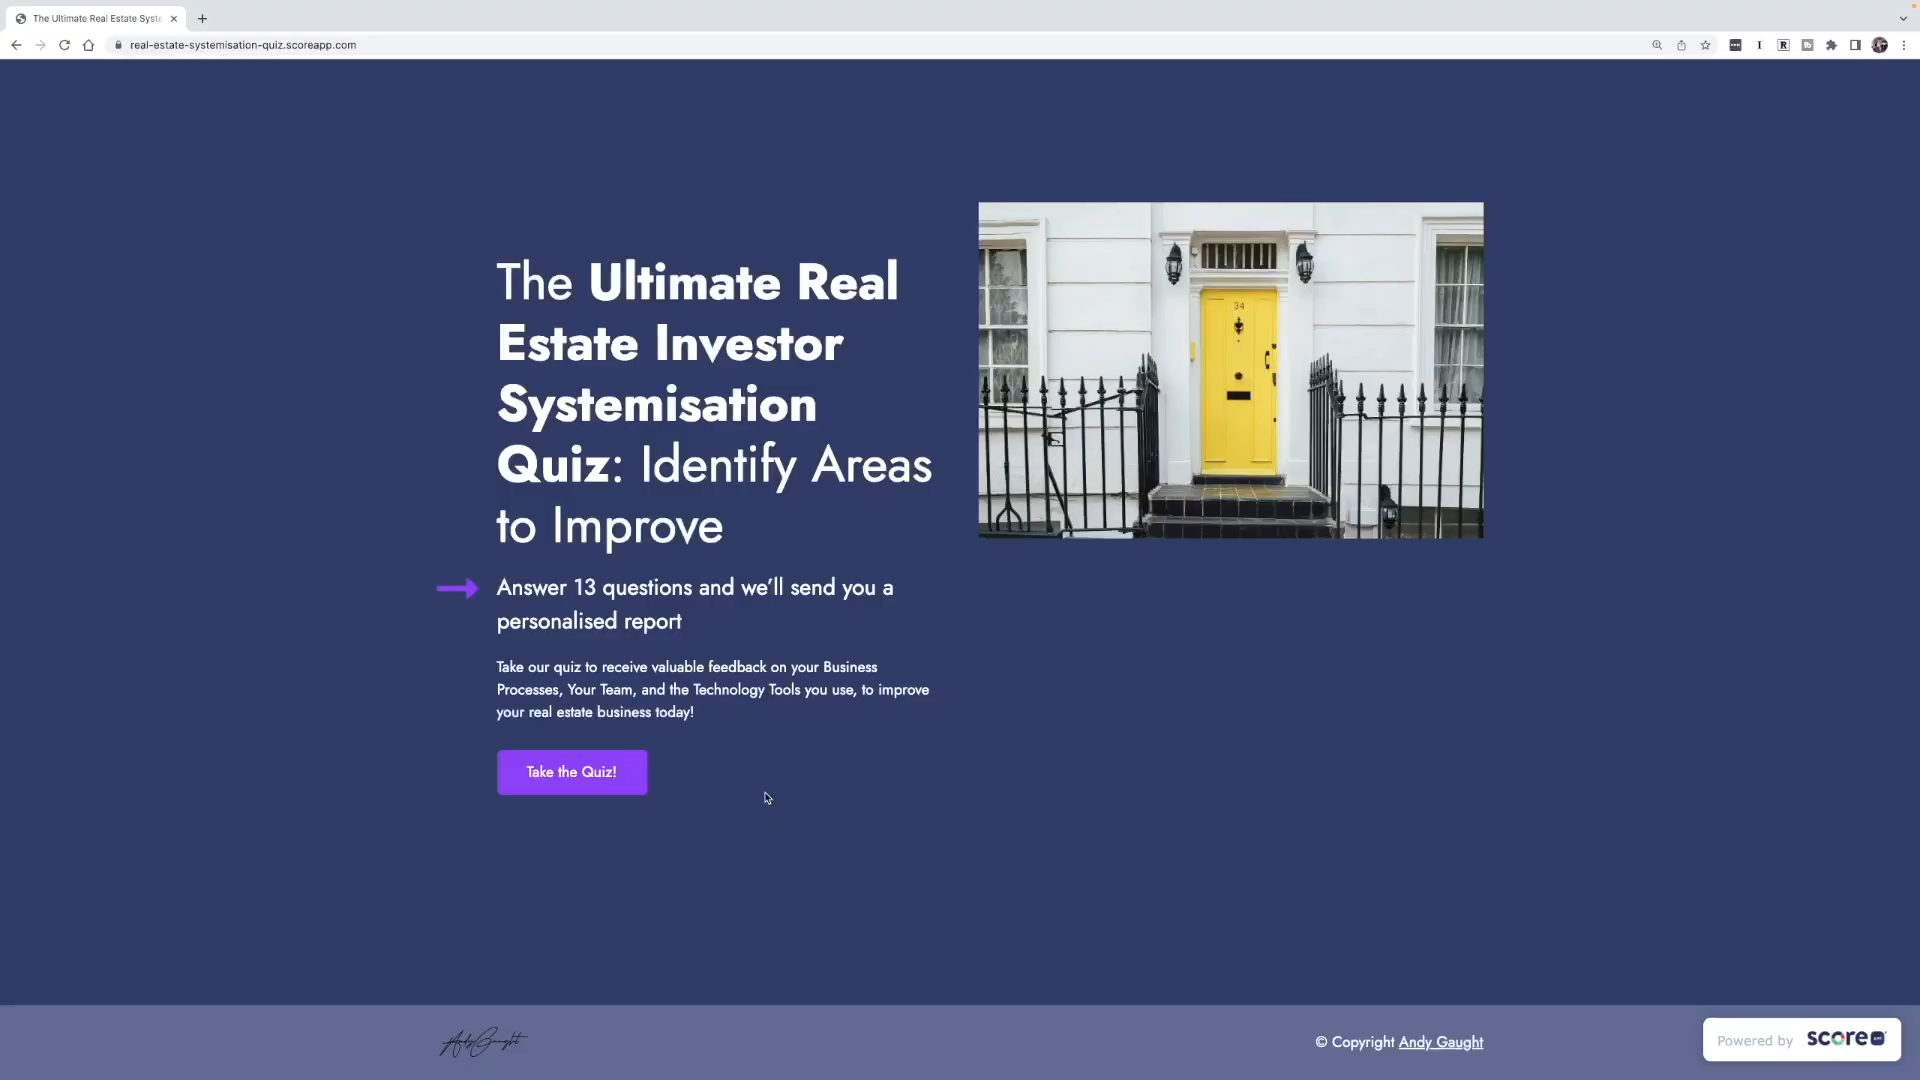 The Ultimate Real Estate Syste
real-estate-systemisation-quiz.scoreapp.com
The Ultimate Real
Estate Investor
Systemisation
Quiz: Identify Areas
to Improve
34
Answer 13 questions and we'll send you a
personalised report
Take our quiz to receive valuable feedback on your Business
Processes, Your Team, and the Technology Tools you use, to improve
your real estate business today!
Take the Quiz!
Andy Gaught
© Copyright Andy Gaught
Powered by score